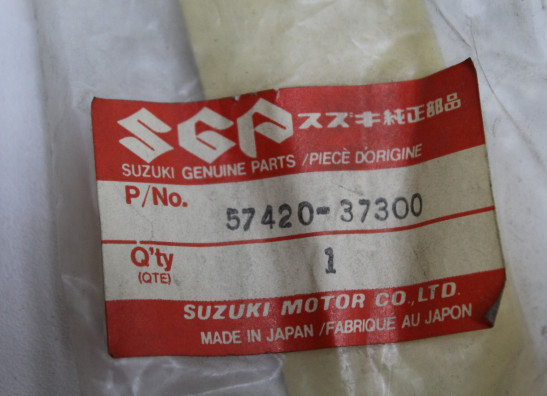 SGP スズキ純正部品
SUZUKI GENUINE PARTS /PIECÈ DORIGINE
P/No. 57420-37300
Q'ty 1
(QTE)
SUZUKI MOTOR CO.,LTD.
MADE IN JAPAN /FABRIQUE AU JAPON